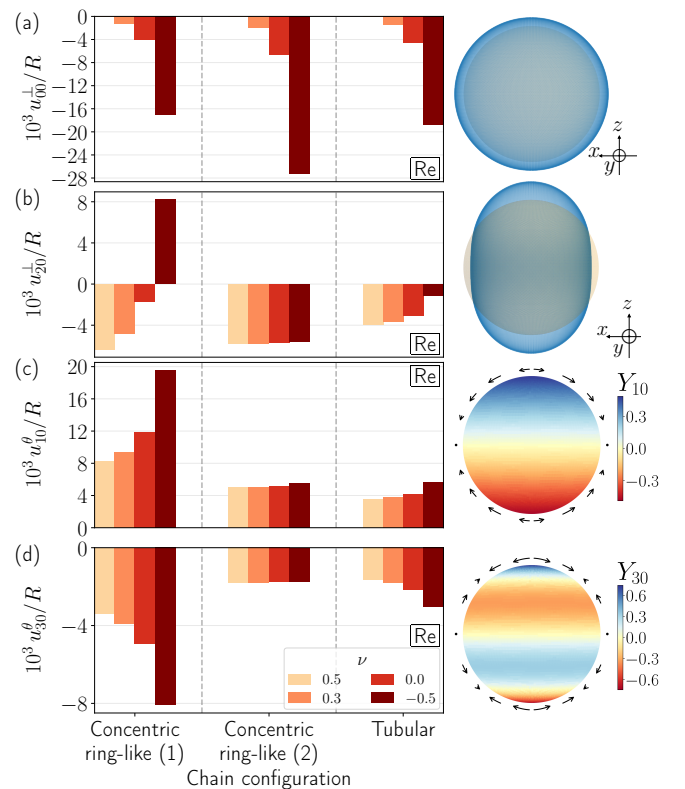 (a)
10³ u⊥00/R
0
−4
−8
−12
−16
−20
−24
−28
Re
z
x
y
(b)
10³ u⊥20/R
8
4
0
−4
Re
z
x
y
(c)
10³ uθ10/R
20
16
12
8
4
0
Re
Y10
0.3
0.0
−0.3
(d)
10³ uθ30/R
0
−4
−8
Re
ν
0.5
0.0
0.3
−0.5
Y30
0.6
0.3
0.0
−0.3
−0.6
Concentric
ring-like (1)
Concentric
ring-like (2)
Tubular
Chain configuration